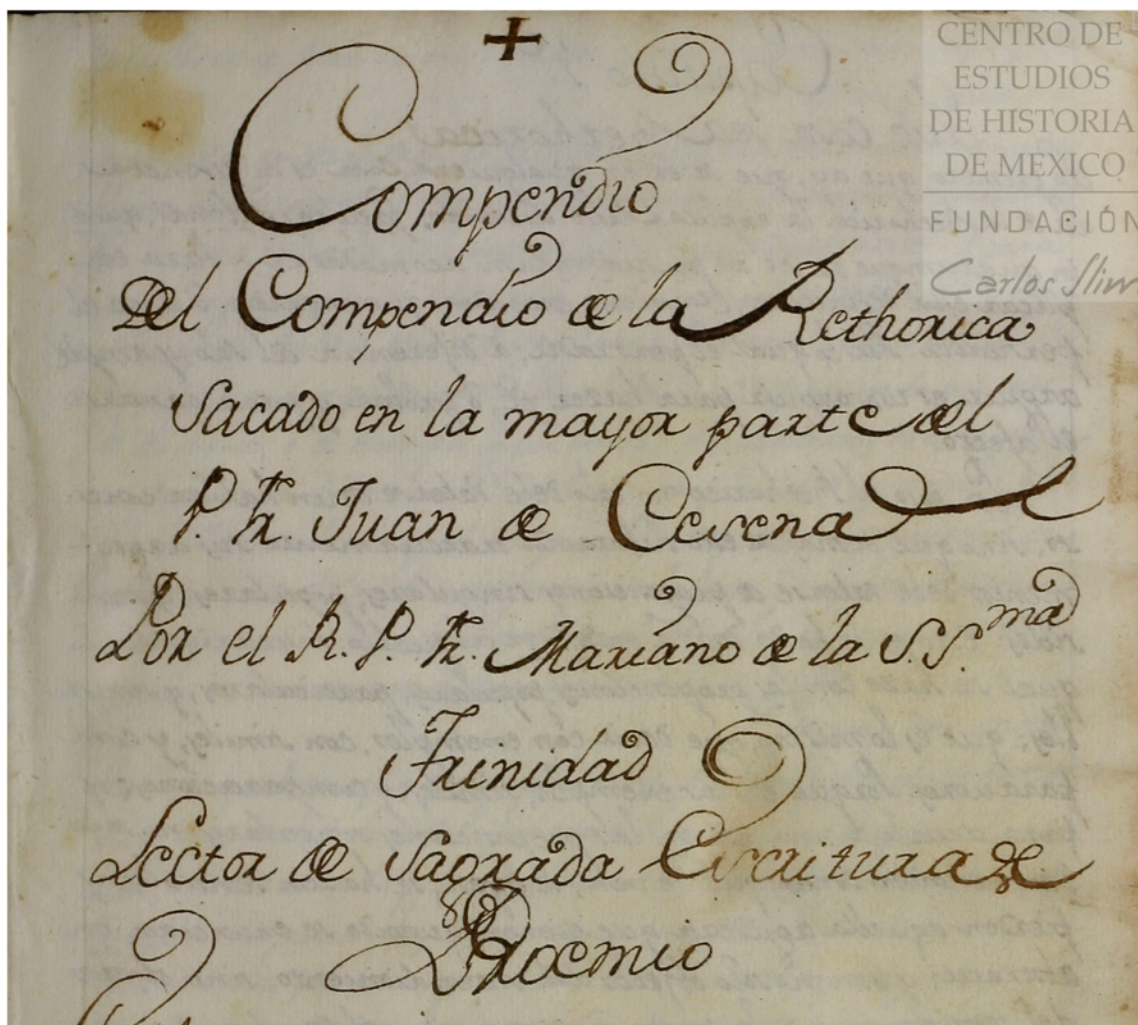 CENTRO DE
ESTUDIOS
DE HISTORIA
DE MEXICO
FUNDACIÓN
Carlos Slim
Compendio
Del Compendio de la Rethorica
Sacado en la mayor parte del
P. Fr. Juan de Cesena
Por el R. P. Fr. Mariano de la S.S.ma
Trinidad
Lector de Sagrada Escritura &
Proemio